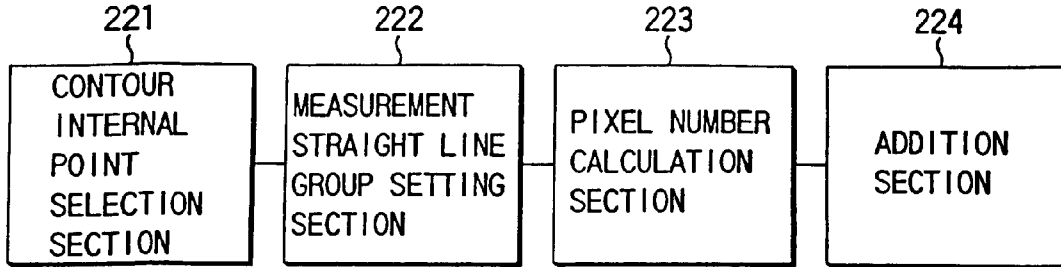 221
222
223
224
CONTOUR
INTERNAL
POINT
SELECTION
SECTION
MEASUREMENT
STRAIGHT LINE
GROUP SETTING
SECTION
PIXEL NUMBER
CALCULATION
SECTION
ADDITION
SECTION